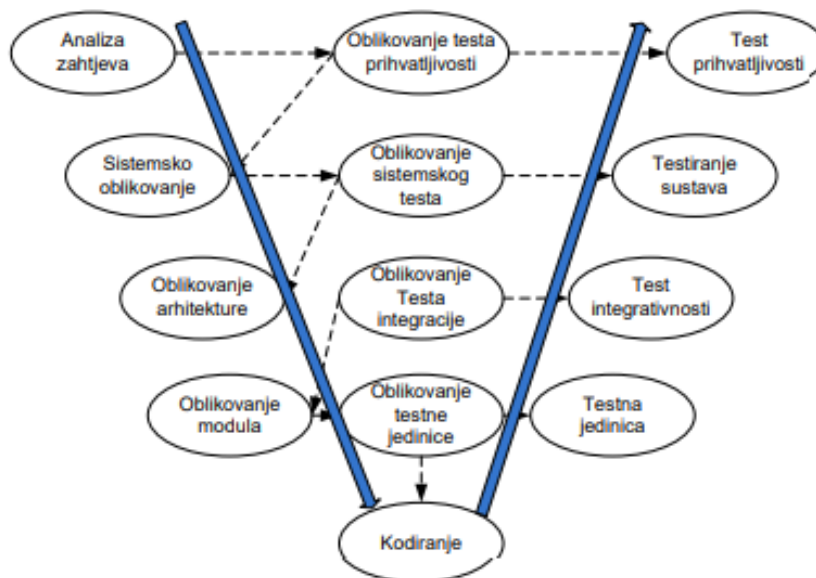 Analiza
zahtjeva
Oblikovanje testa
prihvatljivosti
Test
prihvatljivosti
Sistemsko
oblikovanje
Oblikovanje
sistemskog
testa
Testiranje
sustava
Oblikovanje
arhitekture
Oblikovanje
Testa
integracije
Test
integrativnosti
Oblikovanje
modula
Oblikovanje
testne
jedinice
Testna
jedinica
Kodiranje